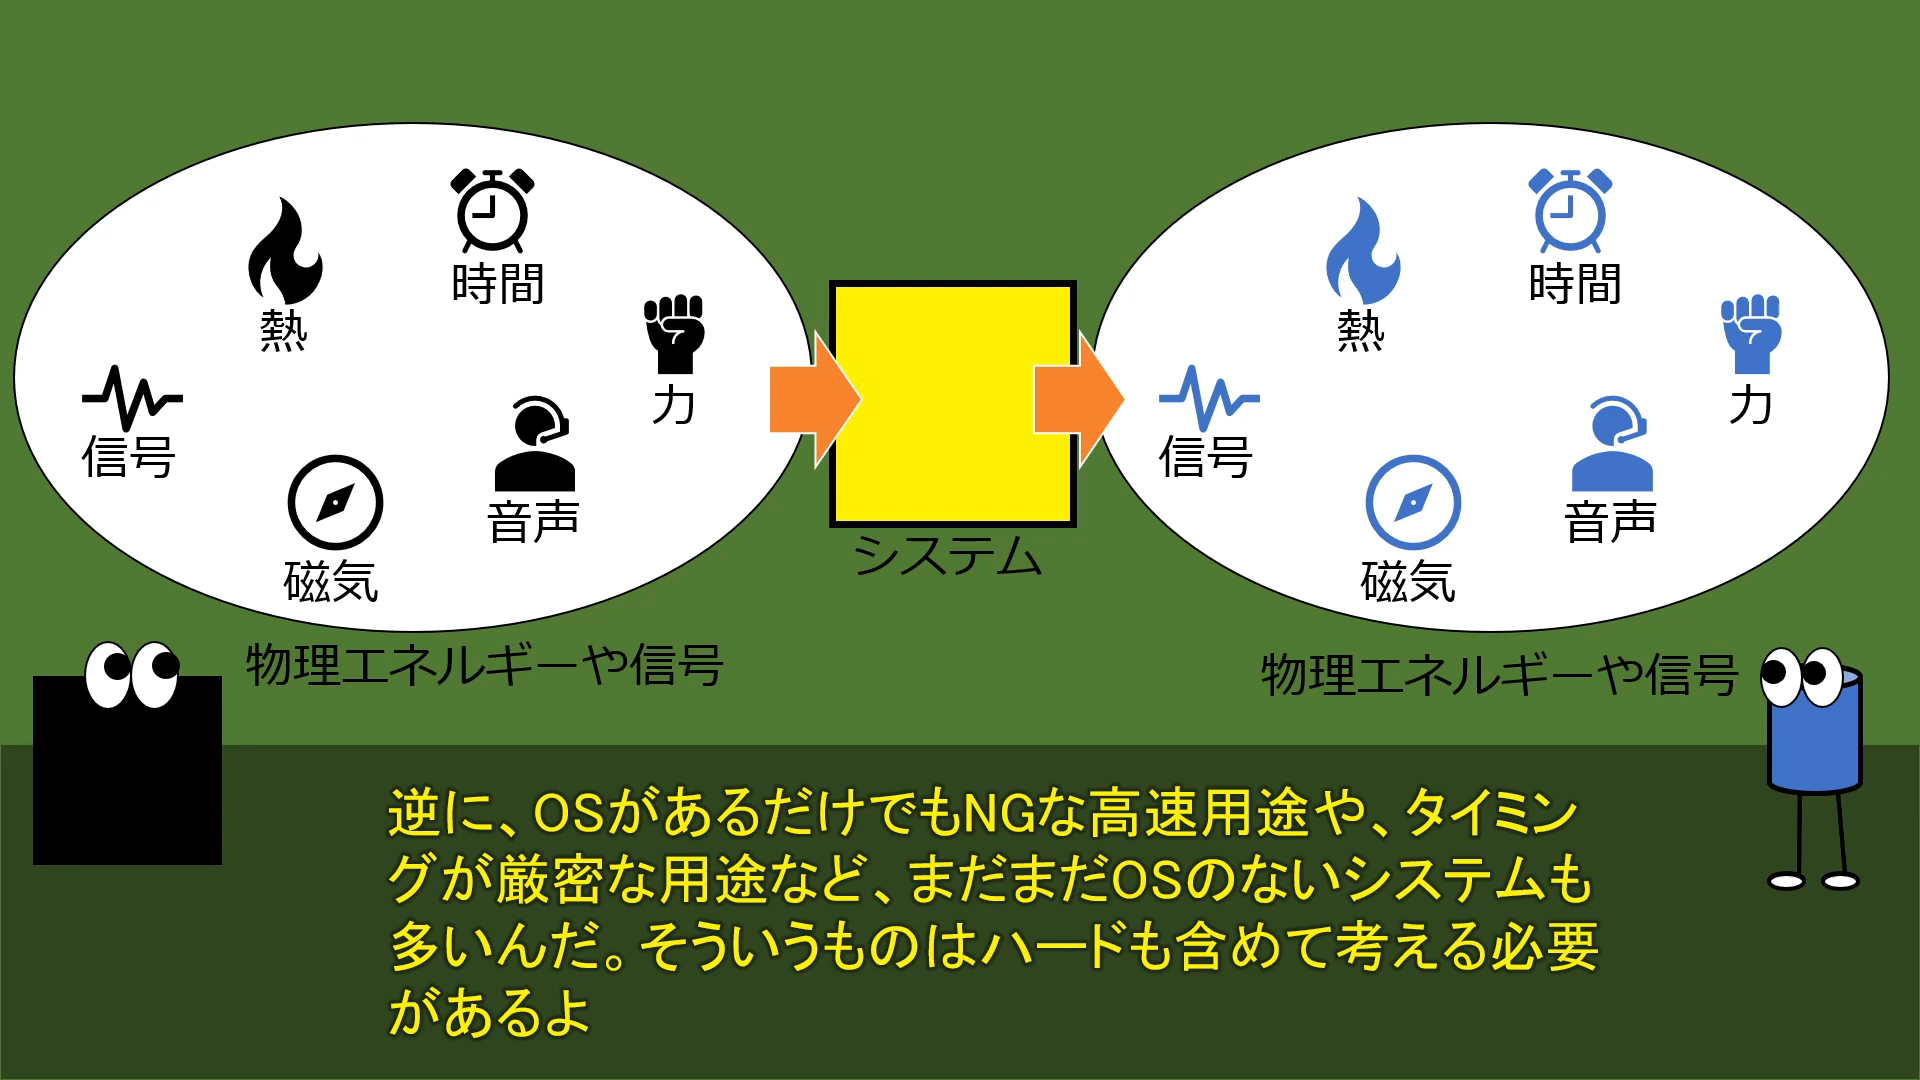 時間
熱
力
信号
音声
磁気
物理エネルギーや信号
システム
時間
熱
力
信号
音声
磁気
物理エネルギーや信号
逆に、OSがあるだけでもNGな高速用途や、タイミン
グが厳密な用途など、まだまだOSのないシステムも
多いんだ。そういうものはハードも含めて考える必要
があるよ